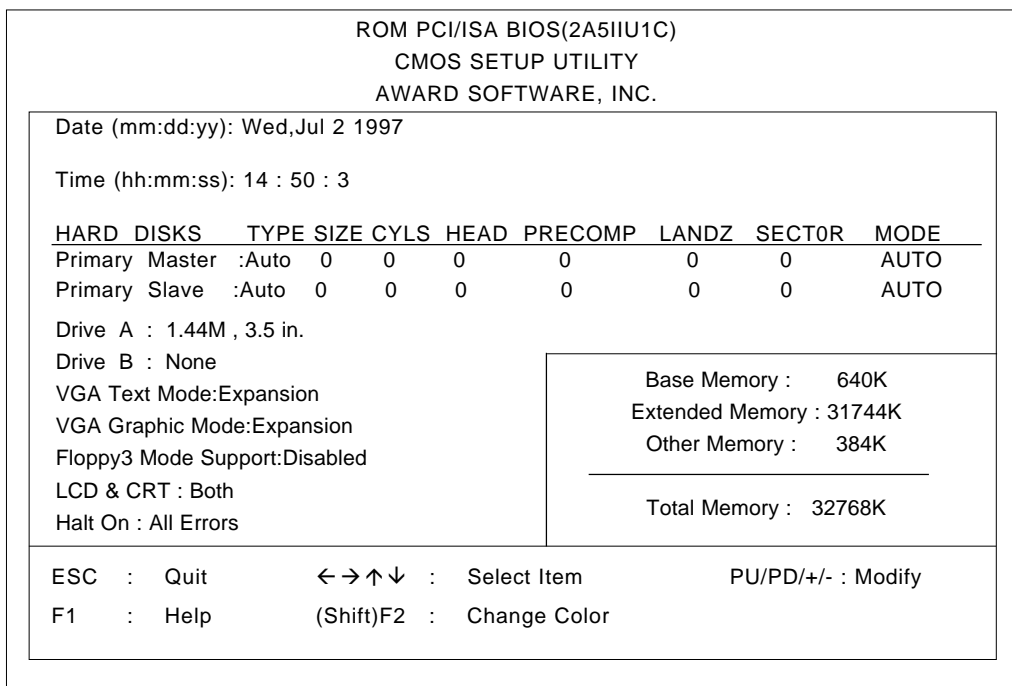 ROM PCI/ISA BIOS(2A5IIU1C)
CMOS SETUP UTILITY
AWARD SOFTWARE, INC.
Date (mm:dd:yy): Wed,Jul 2 1997
Time (hh:mm:ss): 14 : 50 : 3
HARD DISKS TYPE SIZE CYLS HEAD PRECOMP LANDZ SECT0R MODE
Primary Master :Auto 0 0 0 0 0 0 AUTO
Primary Slave :Auto 0 0 0 0 0 0 AUTO
Drive A : 1.44M , 3.5 in.
Drive B : None
VGA Text Mode:Expansion
VGA Graphic Mode:Expansion
Floppy3 Mode Support:Disabled
LCD & CRT : Both
Halt On : All Errors
Base Memory : 640K
Extended Memory : 31744K
Other Memory : 384K
Total Memory : 32768K
ESC : Quit ←→↑↓ : Select Item PU/PD/+/- : Modify
F1 : Help (Shift)F2 : Change Color